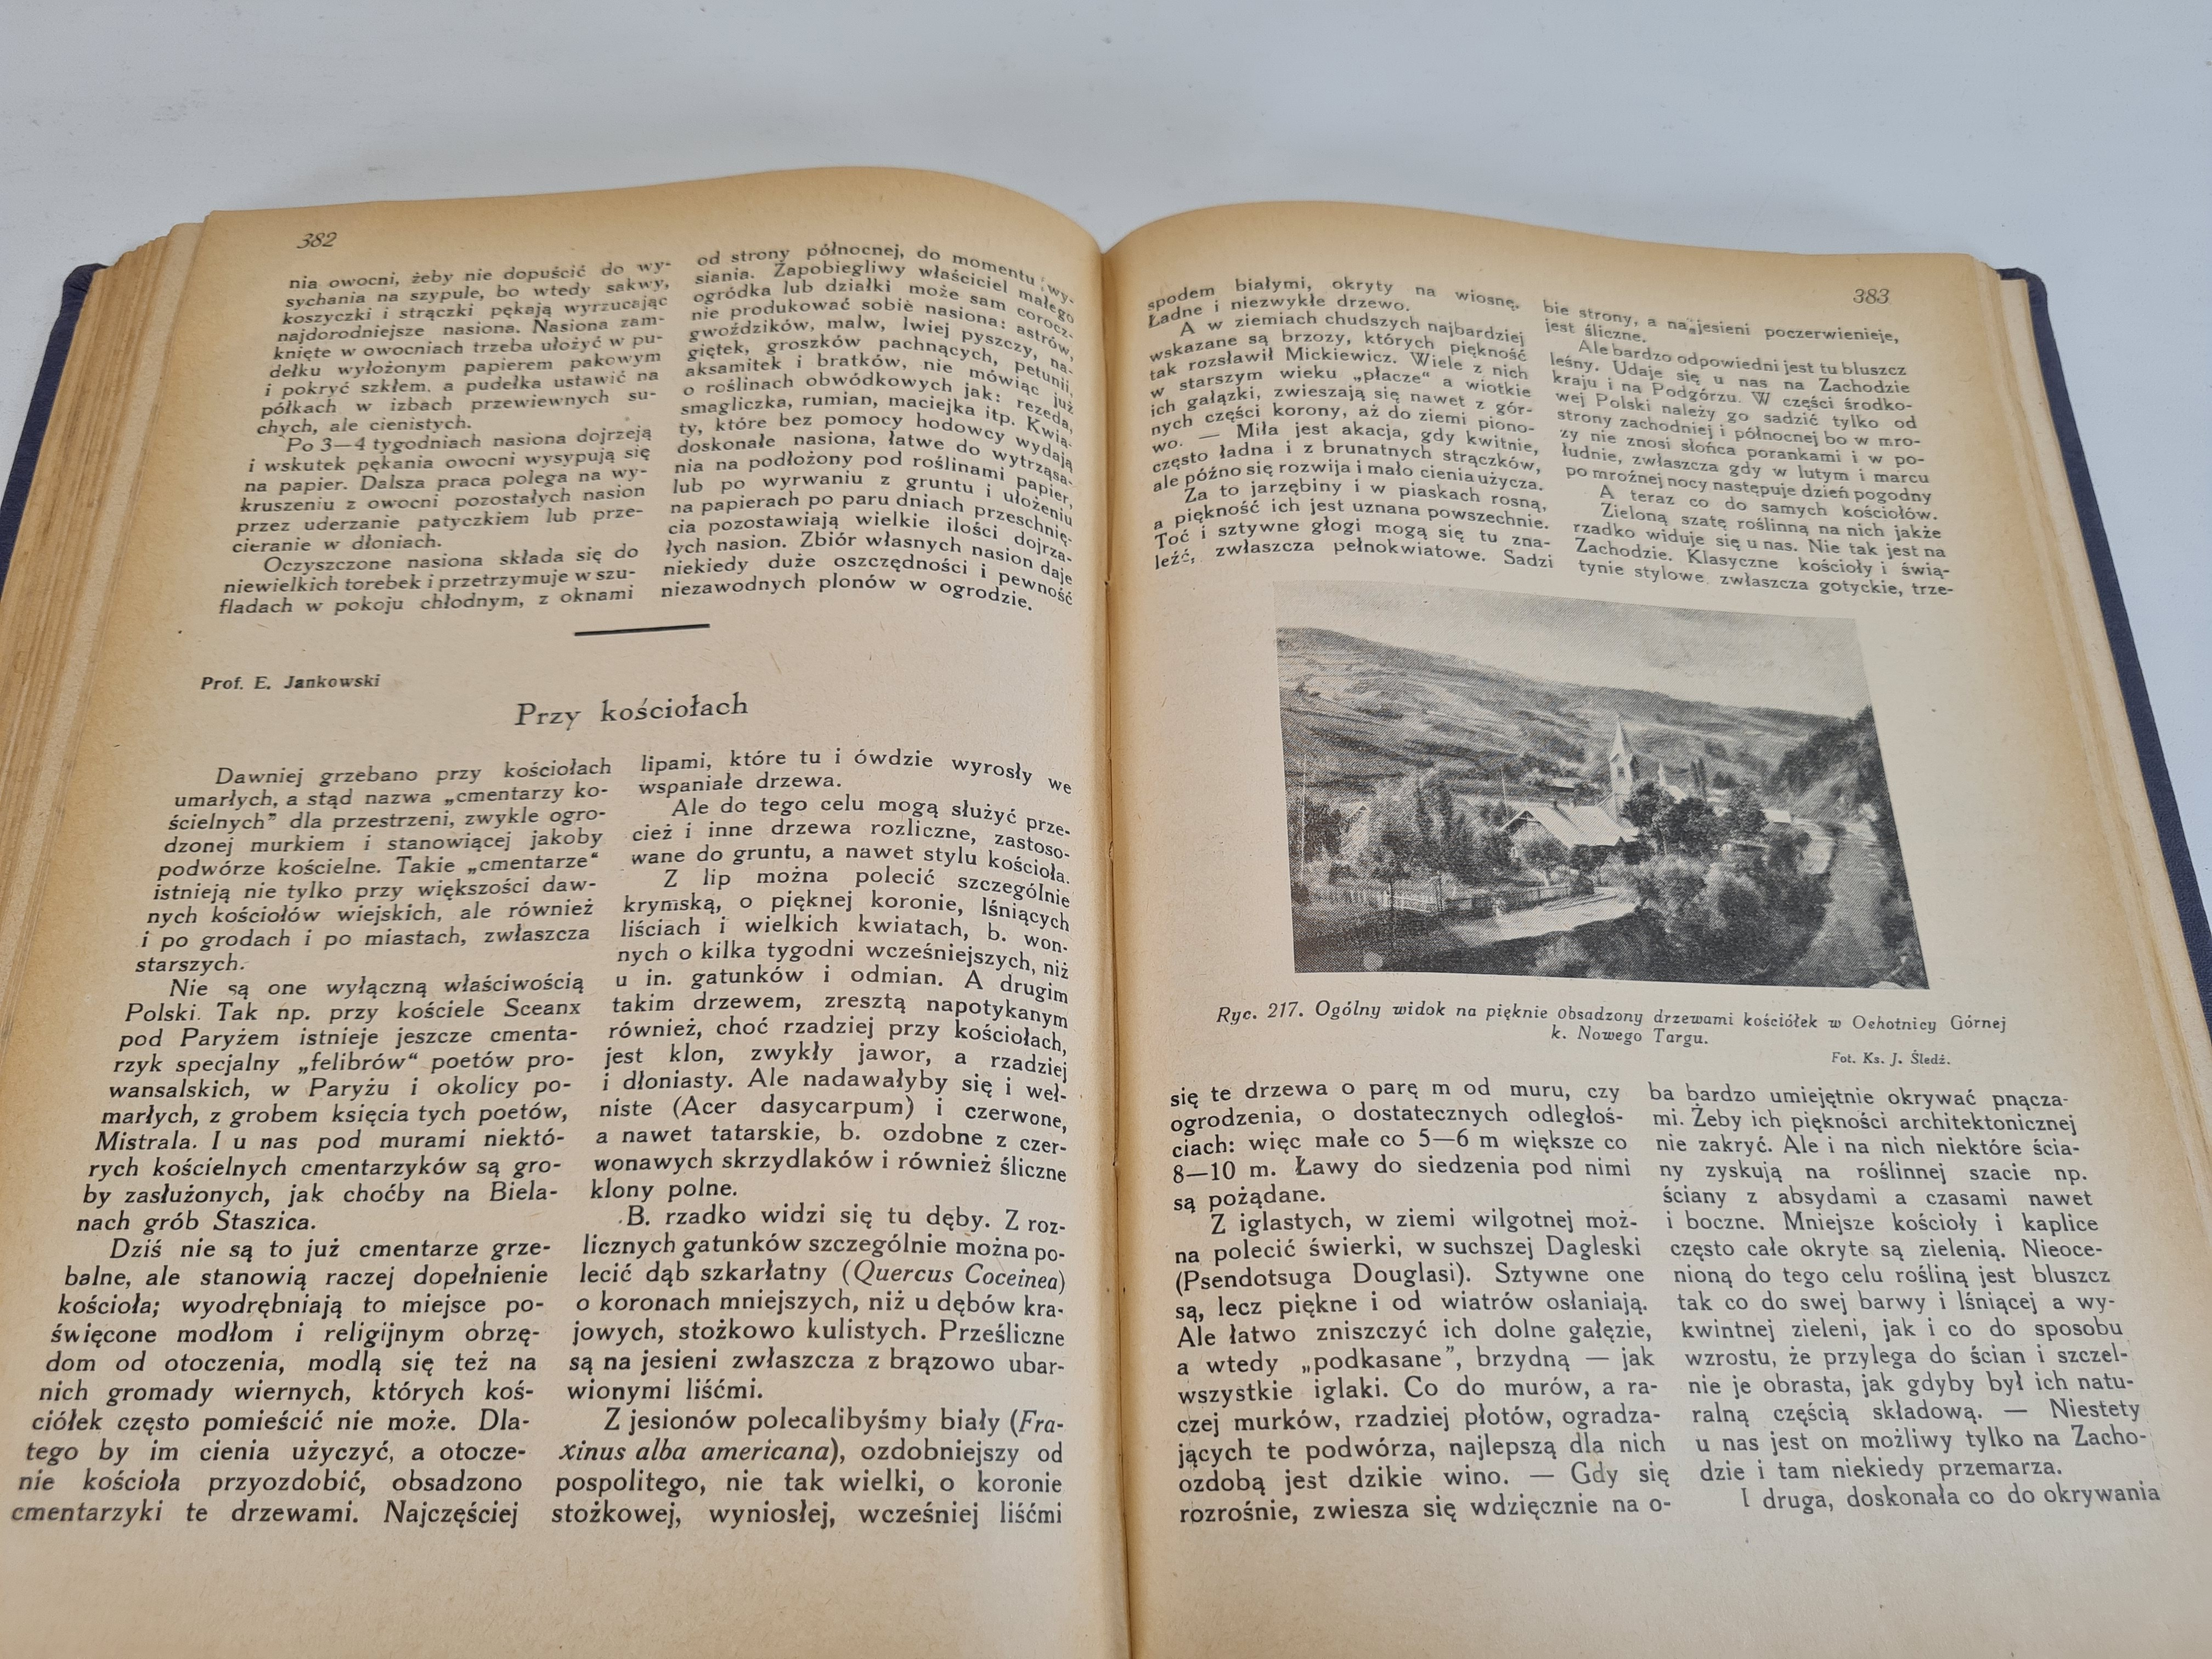 382
nia owocni, żeby nie dopuścić do wy-
sychania na szypule, bo wtedy sakwy,
koszyczki i strączki pękają wyrzucając
najdorodniejsze nasiona. Nasiona zam-
knięte w owocniach trzeba ułożyć w pu-
dełku wyłożonym papierem pakowym
i pokryć szkłem. a pudełka ustawić na
półkach w izbach przewiewnych su-
chych, ale cienistych.
Po 3—4 tygodniach nasiona dojrzeją
i wskutek pękania owocni wysypują się
na papier. Dalsza praca polega na wy-
kruszeniu z owocni pozostałych nasion
przez uderzanie patyczkiem lub prze-
cieranie w dłoniach.
Oczyszczone nasiona składa się do
niewielkich torebek i przetrzymuje w szu-
fladach w pokoju chłodnym, z oknami
od strony północnej, do momentu wy-
siania. Zapobiegliwy właściciel małego
ogródka lub działki może sam corocz-
nie produkować sobie nasiona: astrów,
gwoździków, malw, lwiej pyszczy, na-
giętek, groszków pachnących, petunii,
aksamitek i bratków, nie mówiąc już
o roślinach obwódkowych jak: rezeda,
smagliczka, rumian, maciejka itp. Kwia-
ty, które bez pomocy hodowcy wydają
doskonałe nasiona, łatwe do wytrząsa-
nia na podłożony pod roślinami papier,
lub po wyrwaniu z gruntu i ułożeniu
na papierach po paru dniach przeschnię-
cia pozostawiają wielkie ilości dojrza-
łych nasion. Zbiór własnych nasion daje
niekiedy duże oszczędności i pewność
niezawodnych plonów w ogrodzie.
Prof. E. Jankowski
Przy kościołach
Dawniej grzebano przy kościołach
umarłych, a stąd nazwa „cmentarzy ko-
ścielnych” dla przestrzeni, zwykle ogro-
dzonej murkiem i stanowiącej jakoby
podwórze kościelne. Takie „cmentarze“
istnieją nie tylko przy większości daw-
nych kościołów wiejskich, ale również
i po grodach i po miastach, zwłaszcza
starszych.
Nie są one wyłączną właściwością
Polski. Tak np. przy kościele Sceanx
pod Paryżem istnieje jeszcze cmenta-
rzyk specjalny „felibrów“ poetów pro-
wansalskich, w Paryżu i okolicy po-
marłych, z grobem księcia tych poetów,
Mistrala. I u nas pod murami niektó-
rych kościelnych cmentarzyków są gro-
by zasłużonych, jak choćby na Biela-
nach grób Staszica.
Dziś nie są to już cmentarze grze-
balne, ale stanowią raczej dopełnienie
kościoła; wyodrębniają to miejsce po-
święcone modłom i religijnym obrzę-
dom od otoczenia, modlą się też na
nich gromady wiernych, których koś-
ciółek często pomieścić nie może. Dla-
tego by im cienia użyczyć, a otocze-
nie kościoła przyozdobić, obsadzono
cmentarzyki te drzewami. Najczęściej
lipami, które tu i ówdzie wyrosły we
wspaniałe drzewa.
Ale do tego celu mogą służyć prze-
cież i inne drzewa rozliczne, zastoso-
wane do gruntu, a nawet stylu kościoła.
Z lip można polecić szczególnie
krymską, o pięknej koronie, lśniących
liściach i wielkich kwiatach, b. won-
nych o kilka tygodni wcześniejszych, niż
u in. gatunków i odmian. A drugim
takim drzewem, zresztą napotykanym
również, choć rzadziej przy kościołach,
jest klon, zwykły jawor, a rzadziej
i dłoniasty. Ale nadawałyby się i weł-
niste (Acer dasycarpum) i czerwone,
a nawet tatarskie, b. ozdobne z czer-
wonawych skrzydlaków i również śliczne
klony polne.
B. rzadko widzi się tu dęby. Z roz-
licznych gatunków szczególnie można po-
lecić dąb szkarłatny (Quercus Coceinea)
o koronach mniejszych, niż u dębów kra-
jowych, stożkowo kulistych. Prześliczne
są na jesieni zwłaszcza z brązowo ubar-
wionymi liśćmi.
Z jesionów polecalibyśmy biały (Fra-
xinus alba americana), ozdobniejszy od
pospolitego, nie tak wielki, o koronie
stożkowej, wyniosłej, wcześniej liśćmi
383
spodem białymi, okryty na wiosnę.
Ładne i niezwykłe drzewo.
A w ziemiach chudszych najbardziej
wskazane są brzozy, których piękność
tak rozsławił Mickiewicz. Wiele z nich
w starszym wieku „płacze“ a wiotkie
ich gałązki, zwieszają się nawet z gór-
nych części korony, aż do ziemi piono-
wo. — Miła jest akacja, gdy kwitnie,
często ładna i z brunatnych strączków,
ale późno się rozwija i mało cienia użycza.
Za to jarzębiny i w piaskach rosną,
a piękność ich jest uznana powszechnie.
Toć i sztywne głogi mogą się tu zna-
leźć, zwłaszcza pełnokwiatowe. Sadzi
bie strony, a na jesieni poczerwienieje,
jest śliczne.
Ale bardzo odpowiedni jest tu bluszcz
leśny. Udaje się u nas na Zachodzie
kraju i na Podgórzu. W części środko-
wej Polski należy go sadzić tylko od
strony zachodniej i północnej bo w mro-
zy nie znosi słońca porankami i w po-
łudnie, zwłaszcza gdy w lutym i marcu
po mroźnej nocy następuje dzień pogodny
A teraz co do samych kościołów.
Zieloną szatę roślinną na nich jakże
rzadko widuje się u nas. Nie tak jest na
Zachodzie. Klasyczne kościoły i świą-
tynie stylowe zwłaszcza gotyckie, trze-
Ryc. 217. Ogólny widok na pięknie obsadzony drzewami kościółek w Ochotnicy Górnej
k. Nowego Targu.
Fot. Ks. J. Śledź.
się te drzewa o parę m od muru, czy
ogrodzenia, o dostatecznych odległoś-
ciach: więc małe co 5—6 m większe co
8—10 m. Ławy do siedzenia pod nimi
są pożądane.
Z iglastych, w ziemi wilgotnej moż-
na polecić świerki, w suchszej Dagleski
(Psendotsuga Douglasi). Sztywne one
są, lecz piękne i od wiatrów osłaniają.
Ale łatwo zniszczyć ich dolne gałęzie,
a wtedy „podkasane”, brzydną — jak
wszystkie iglaki. Co do murów, a ra-
czej murków, rzadziej płotów, ogradza-
jących te podwórza, najlepszą dla nich
ozdobą jest dzikie wino. — Gdy się
rozrośnie, zwiesza się wdzięcznie na o-
ba bardzo umiejętnie okrywać pnącza-
mi. Żeby ich piękności architektonicznej
nie zakryć. Ale i na nich niektóre ścia-
ny zyskują na roślinnej szacie np.
ściany z absydami a czasami nawet
i boczne. Mniejsze kościoły i kaplice
często całe okryte są zielenią. Nieoce-
nioną do tego celu rośliną jest bluszcz
tak co do swej barwy i lśniącej a wy-
kwintnej zieleni, jak i co do sposobu
wzrostu, że przylega do ścian i szczel-
nie je obrasta, jak gdyby był ich natu-
ralną częścią składową. — Niestety
u nas jest on możliwy tylko na Zacho-
dzie i tam niekiedy przemarza.
I druga, doskonała co do okrywania